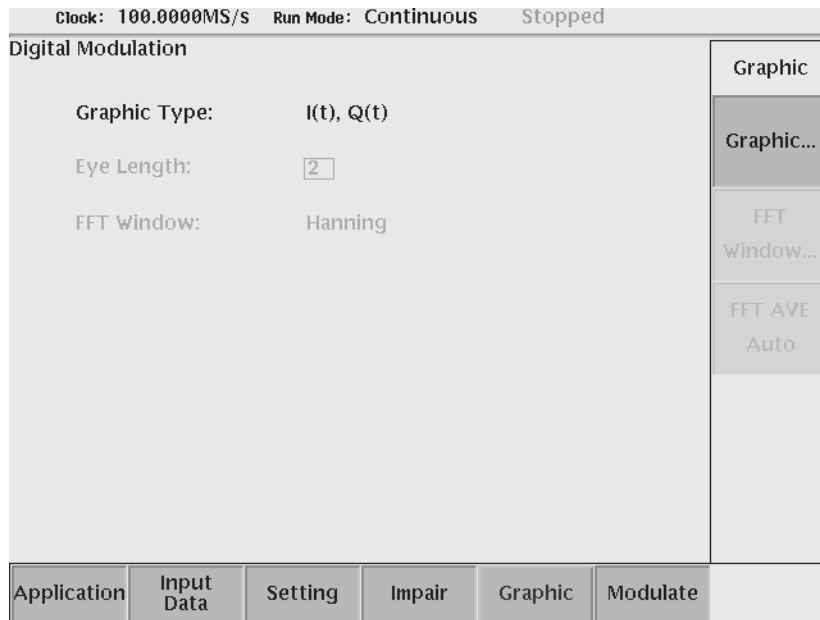 Clock: 100.0000MS/s Run Mode: Continuous Stopped
Digital Modulation
Graphic Type: I(t), Q(t)
Eye Length: 2
FFT Window: Hanning
Graphic
Graphic...
FFT
Window...
FFT AVE
Auto
Application
Input
Data
Setting
Impair
Graphic
Modulate